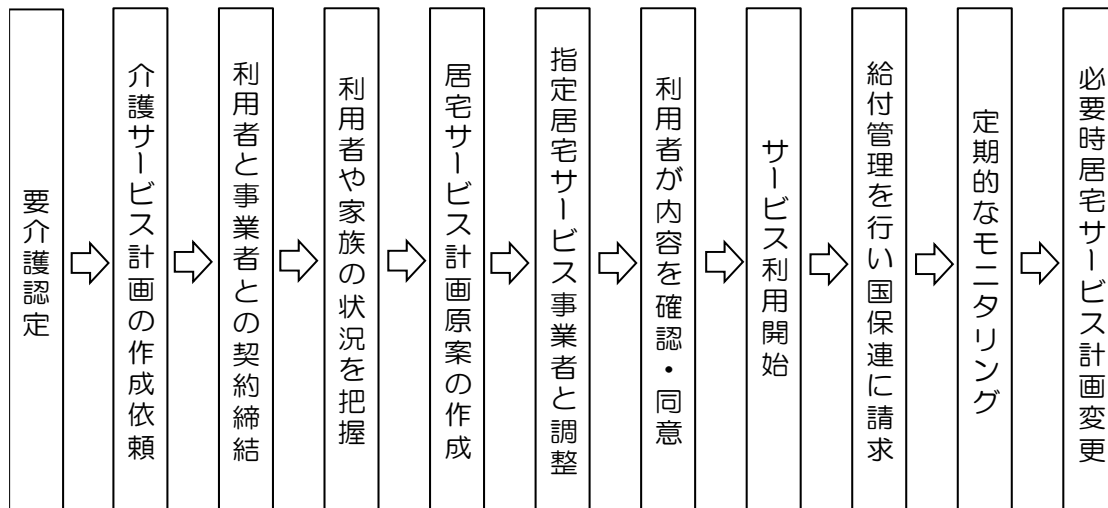 要介護認定
介護サービス計画の作成依頼
利用者と事業者との契約締結
利用者や家族の状況を把握
居宅サービス計画原案の作成
指定居宅サービス事業者と調整
利用者が内容を確認・同意
サービス利用開始
給付管理を行い国保連に請求
定期的なモニタリング
必要時居宅サービス計画変更